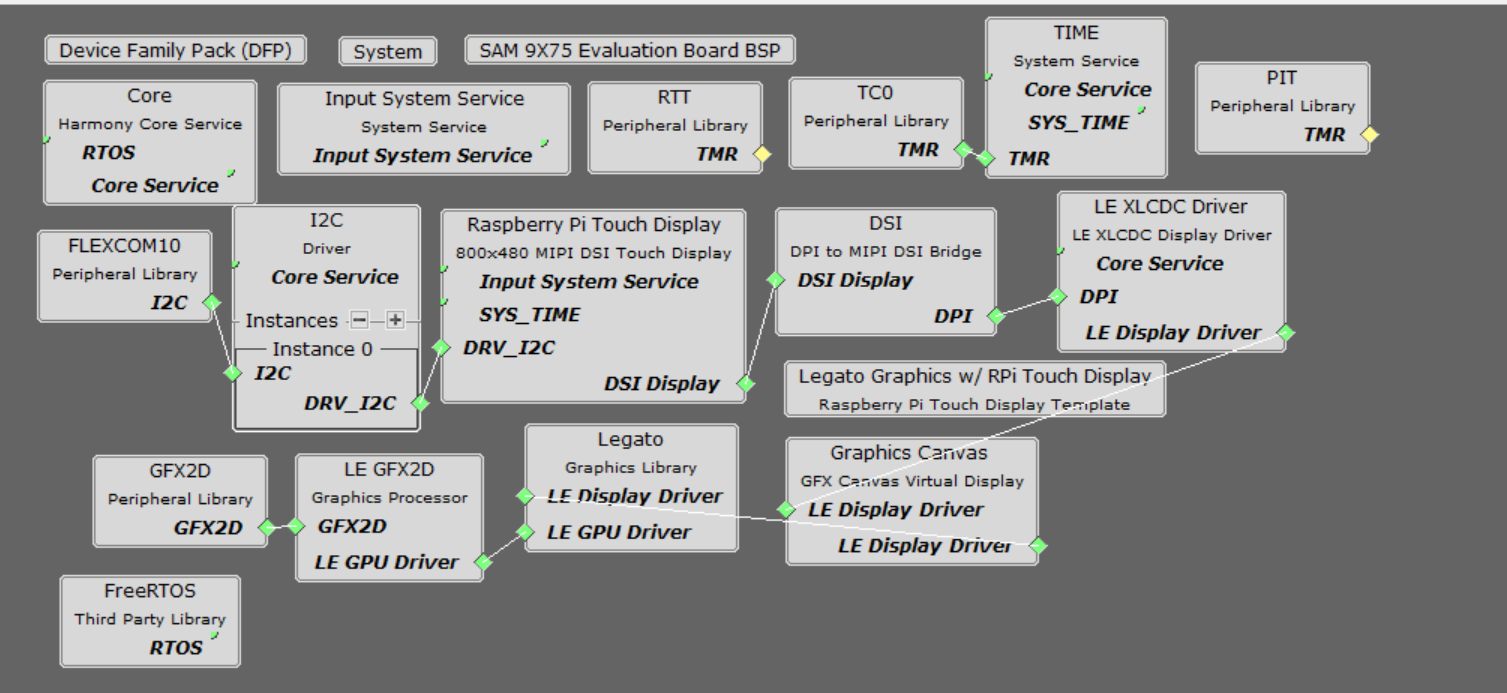 Device Family Pack (DFP)
System
SAM 9X75 Evaluation Board BSP
TIME
System Service
Core Service
SYS_TIME
TMR
PIT
Peripheral Library
TMR
Core
Harmony Core Service
RTOS
Core Service
Input System Service
System Service
Input System Service
RTT
Peripheral Library
TMR
TC0
Peripheral Library
TMR
FLEXCOM10
Peripheral Library
I2C
I2C
Driver
Core Service
Instances
Instance 0
I2C
DRV_I2C
Raspberry Pi Touch Display
800x480 MIPI DSI Touch Display
Input System Service
SYS_TIME
DRV_I2C
DSI Display
DSI
DPI to MIPI DSI Bridge
DSI Display
DPI
LE XLCDC Driver
LE XLCDC Display Driver
Core Service
DPI
LE Display Driver
Legato Graphics w/ RPi Touch Display
Raspberry Pi Touch Display Template
GFX2D
Peripheral Library
GFX2D
LE GFX2D
Graphics Processor
GFX2D
LE GPU Driver
Legato
Graphics Library
LE Display Driver
LE GPU Driver
Graphics Canvas
GFX Canvas Virtual Display
LE Display Driver
LE Display Driver
FreeRTOS
Third Party Library
RTOS